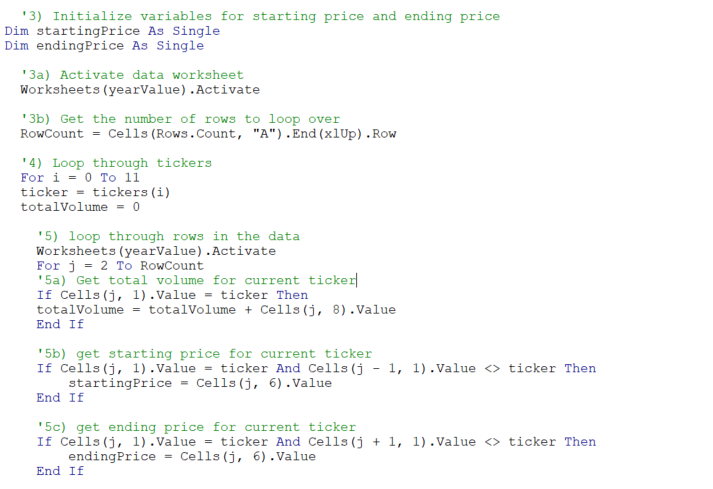 '3) Initialize variables for starting price and ending price
Dim startingPrice As Single
Dim endingPrice As Single
'3a) Activate data worksheet
Worksheets(yearValue).Activate
'3b) Get the number of rows to loop over
RowCount = Cells(Rows.Count, "A").End(xlUp).Row
'4) Loop through tickers
For i = 0 To 11
ticker = tickers(i)
totalVolume = 0
'5) loop through rows in the data
Worksheets(yearValue).Activate
For j = 2 To RowCount
'5a) Get total volume for current ticker
If Cells(j, 1).Value = ticker Then
totalVolume = totalVolume + Cells(j, 8).Value
End If
'5b) get starting price for current ticker
If Cells(j, 1).Value = ticker And Cells(j - 1, 1).Value <> ticker Then
startingPrice = Cells(j, 6).Value
End If
'5c) get ending price for current ticker
If Cells(j, 1).Value = ticker And Cells(j + 1, 1).Value <> ticker Then
endingPrice = Cells(j, 6).Value
End If